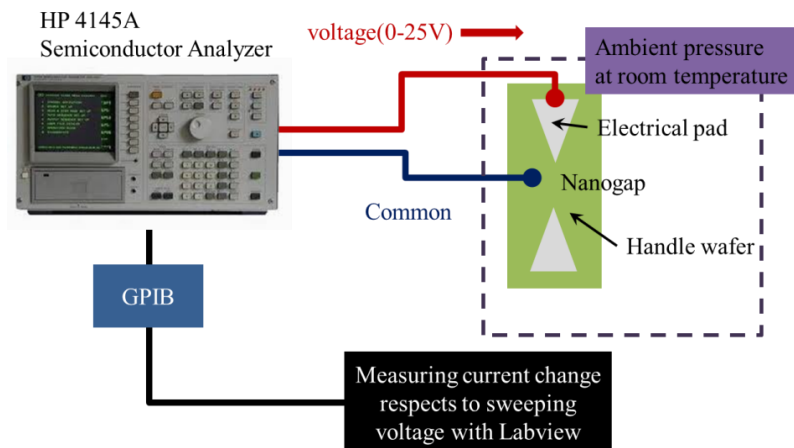 HP 4145A
Semiconductor Analyzer
voltage(0-25V)
Ambient pressure
at room temperature
Electrical pad
Nanogap
Common
Handle wafer
GPIB
Measuring current change
respects to sweeping
voltage with Labview